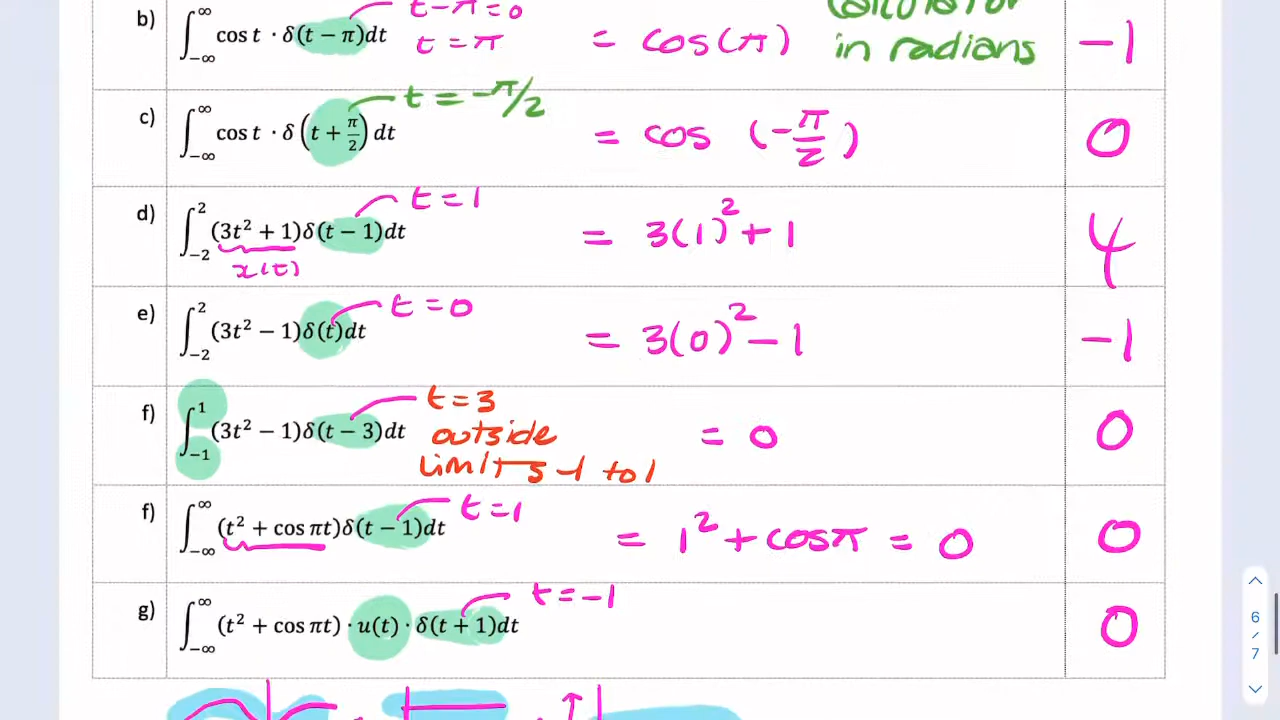 b) ∫_{-∞}^{∞} cos t · δ(t − π)dt t − π = 0
t = π = cos(π) in radians −1
c) ∫_{-∞}^{∞} cos t · δ(t + π/2) dt t = −π/2 = cos (−π/2) 0
d) ∫_{-2}^{2} (3t² + 1)δ(t − 1)dt t = 1 = 3(1)² + 1 4
x(t)
e) ∫_{-2}^{2} (3t² − 1)δ(t)dt t = 0 = 3(0)² − 1 −1
f) ∫_{-1}^{1} (3t² − 1)δ(t − 3)dt t = 3
outside = 0 0
limits −1 to 1
f) ∫_{-∞}^{∞} (t² + cos πt)δ(t − 1)dt t = 1 = 1² + cosπ = 0 0
g) ∫_{-∞}^{∞} (t² + cos πt) · u(t) · δ(t + 1)dt t = −1 0
6
/
7